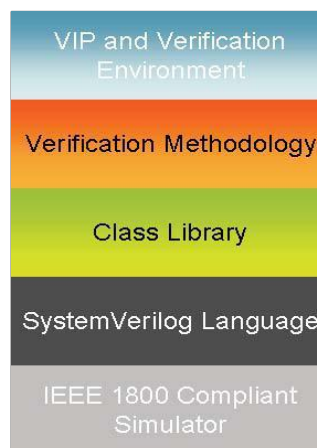 VIP and Verification
Environment
Verification Methodology
Class Library
SystemVerilog Language
IEEE 1800 Compliant
Simulator